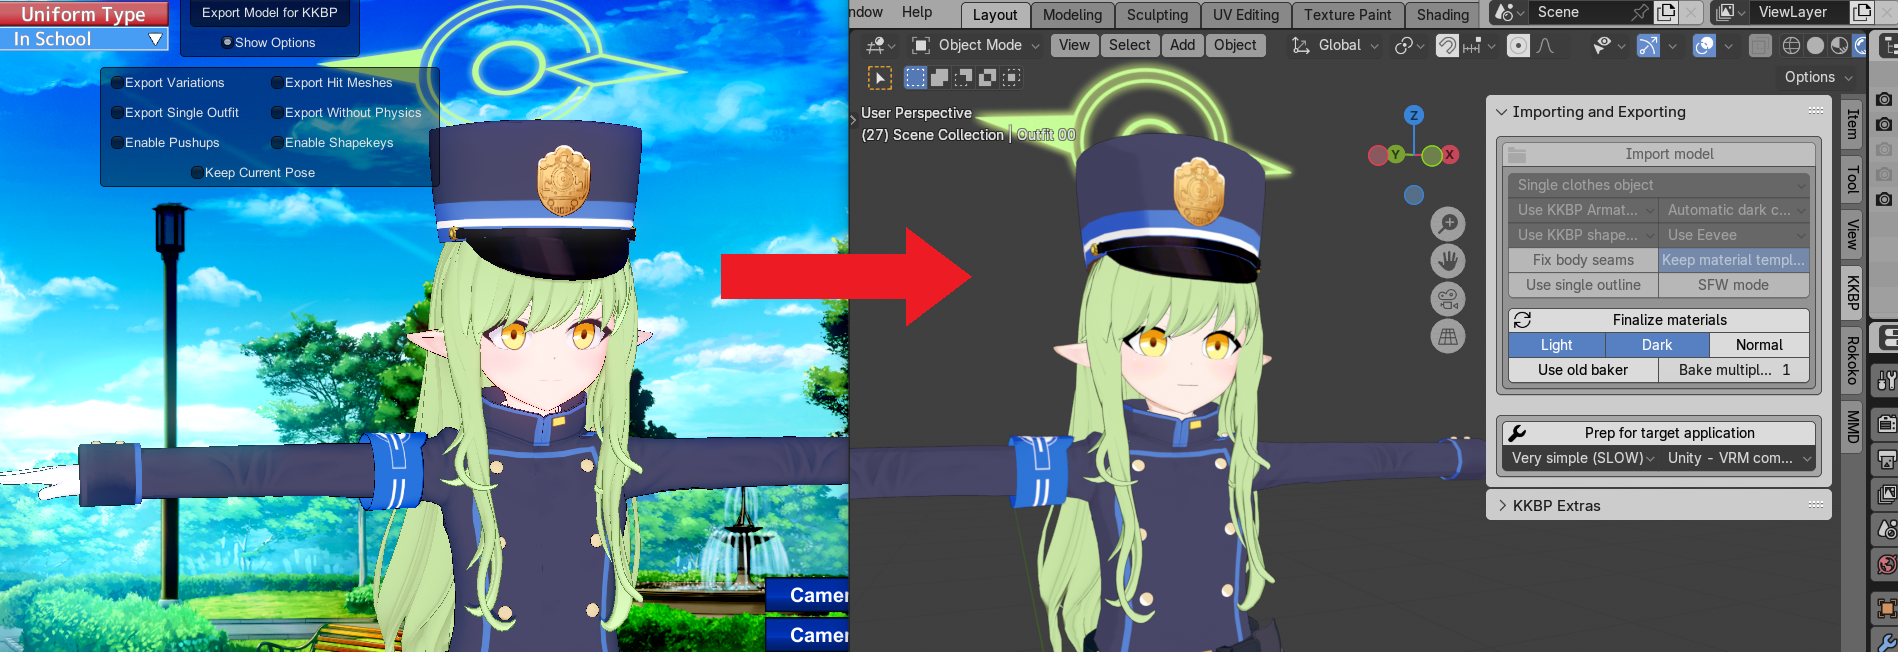 Uniform Type
In School
Export Model for KKBP
Show Options
Export Variations
Export Hit Meshes
Export Single Outfit
Export Without Physics
Enable Pushups
Enable Shapekeys
Keep Current Pose
Camer
Camer
ndow
Help
Layout
Modeling
Sculpting
UV Editing
Texture Paint
Shading
Scene
ViewLayer
Object Mode
View
Select
Add
Object
Global
Options
User Perspective
(27) Scene Collection | Outfit 00
Z
Y
X
Importing and Exporting
Import model
Single clothes object
Use KKBP Armat...
Automatic dark c...
Use KKBP shape...
Use Eevee
Fix body seams
Keep material templ...
Use single outline
SFW mode
Finalize materials
Light
Dark
Normal
Use old baker
Bake multipl... 1
Prep for target application
Very simple (SLOW)
Unity - VRM com...
KKBP Extras
Item
Tool
View
KKBP
Rokoko
MMD